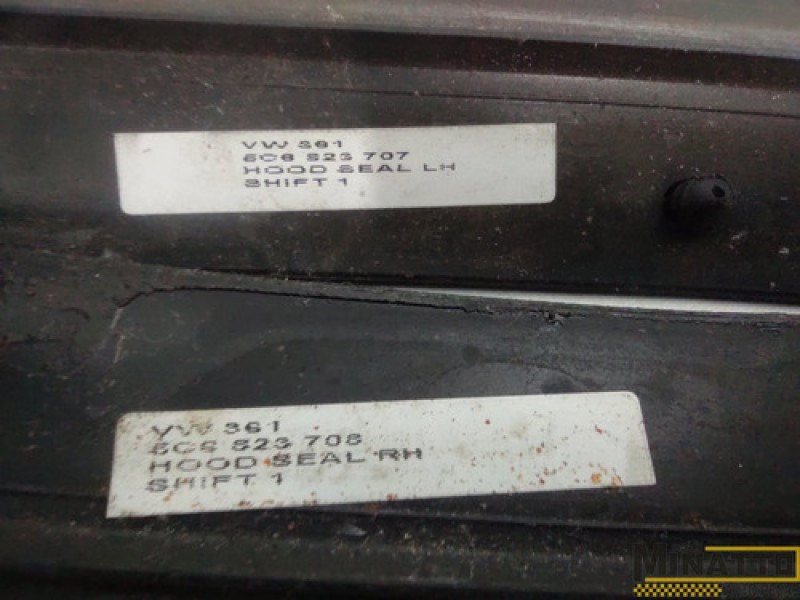 VW 361
5C6 823 707
HOOD SEAL LH
SHIFT 1
VW 361
5C6 823 708
HOOD SEAL RH
SHIFT 1
MINATTO